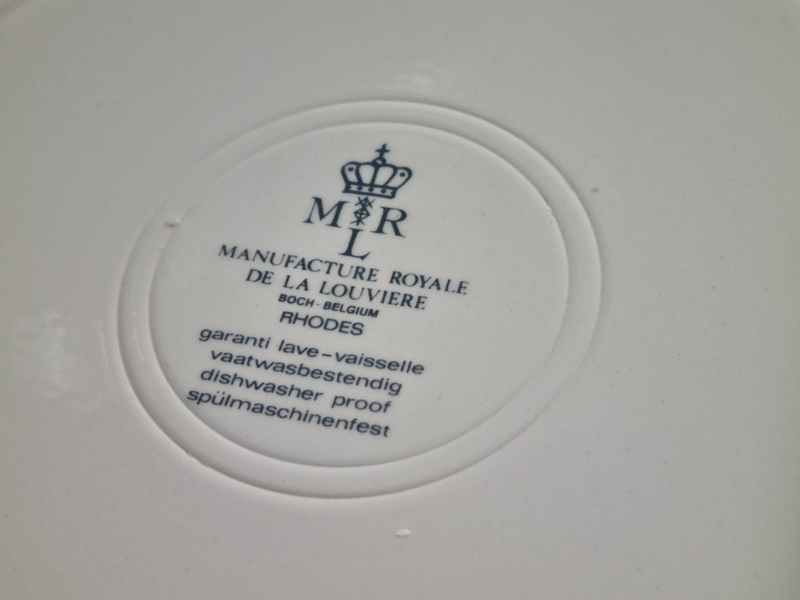 M R
L
MANUFACTURE ROYALE
DE LA LOUVIERE
BOCH - BELGIUM
RHODES
garanti lave-vaisselle
vaatwasbestendig
dishwasher proof
spülmaschinenfest